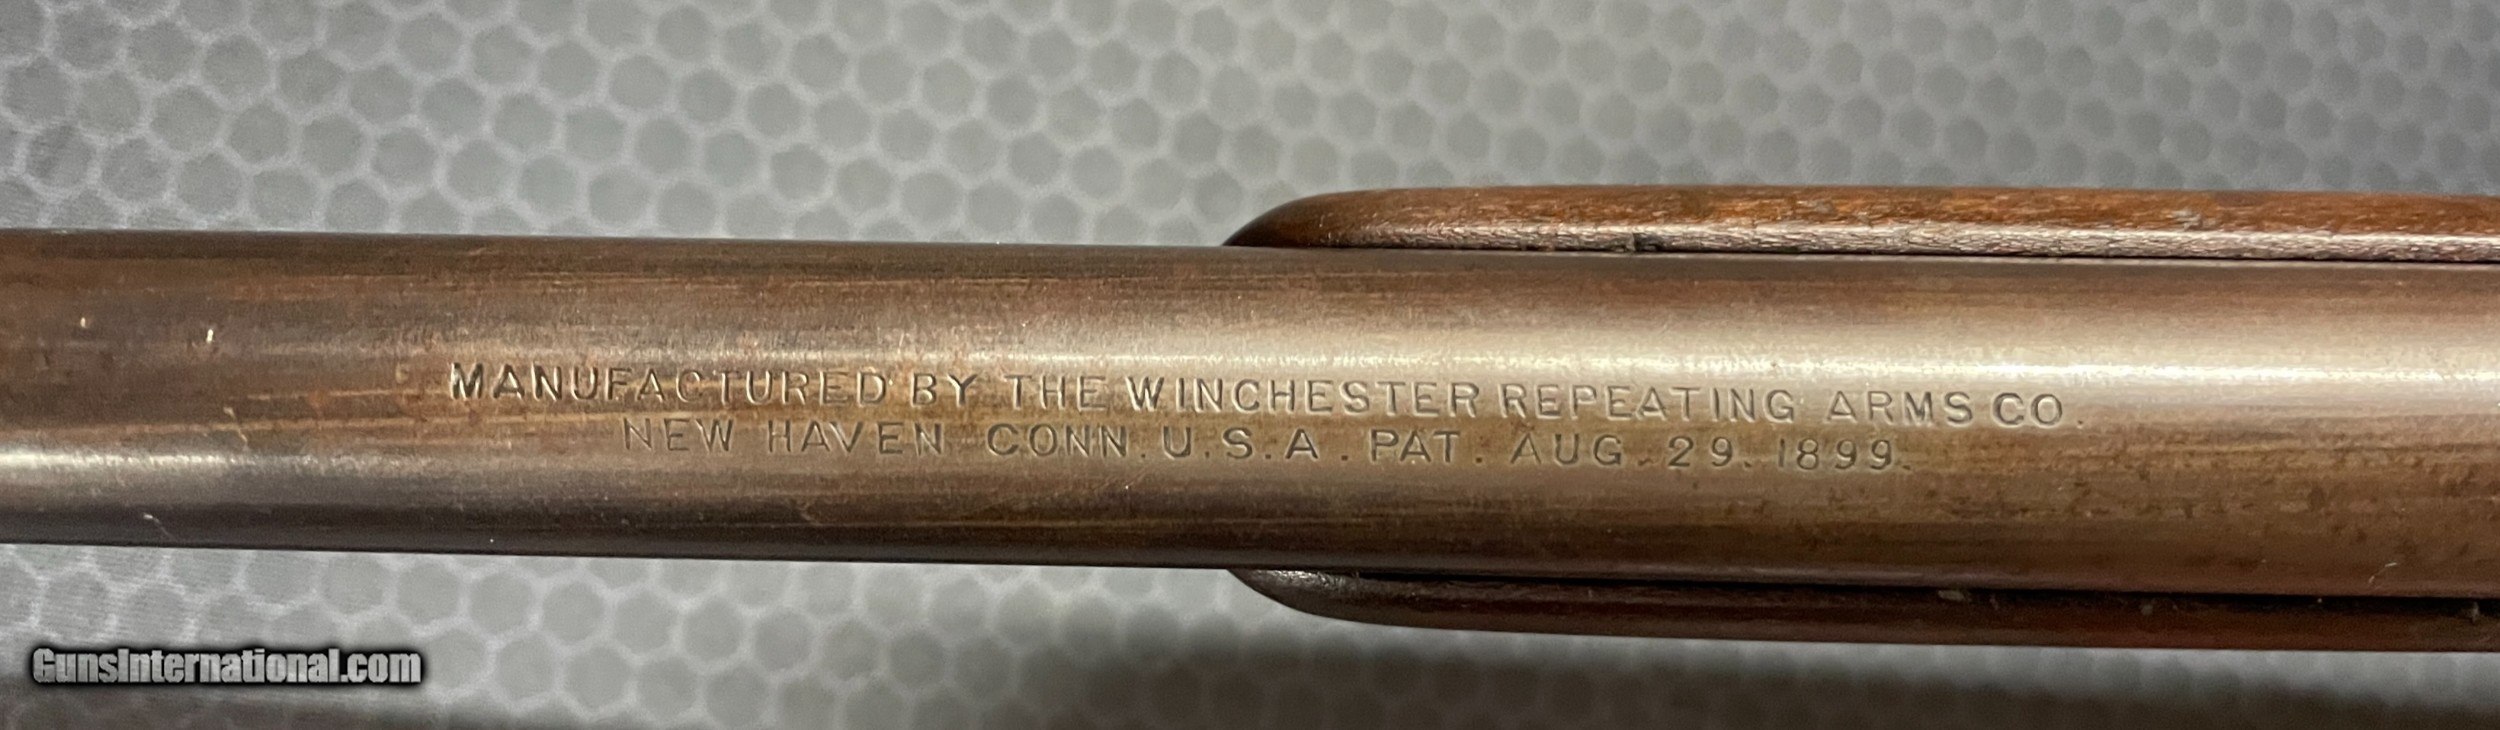 MANUFACTURED BY THE WINCHESTER REPEATING ARMS CO.
NEW HAVEN CONN. U.S.A. PAT. AUG. 29. 1899.
GunsInternational.com